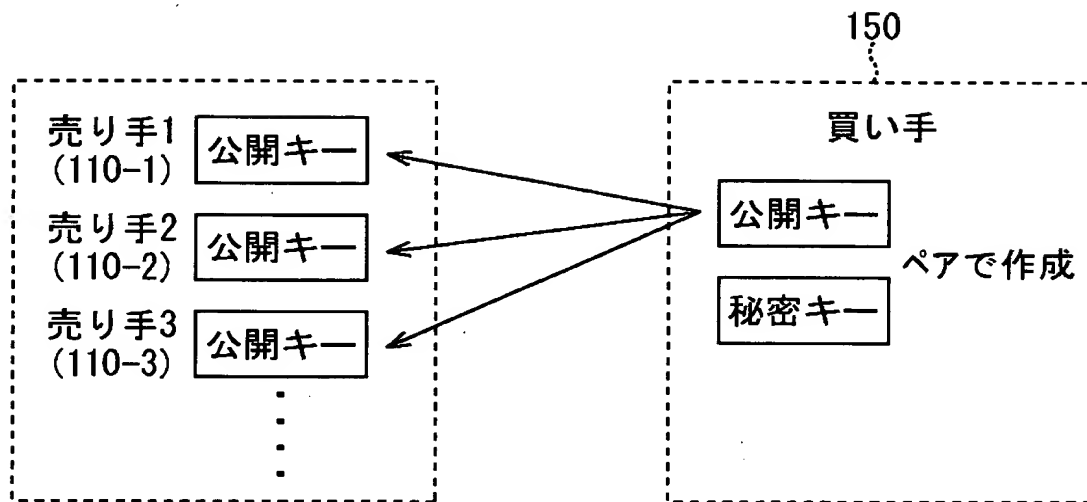 150
売り手1
(110-1)
公開キー
売り手2
(110-2)
公開キー
売り手3
(110-3)
公開キー
買い手
公開キー
ペアで作成
秘密キー